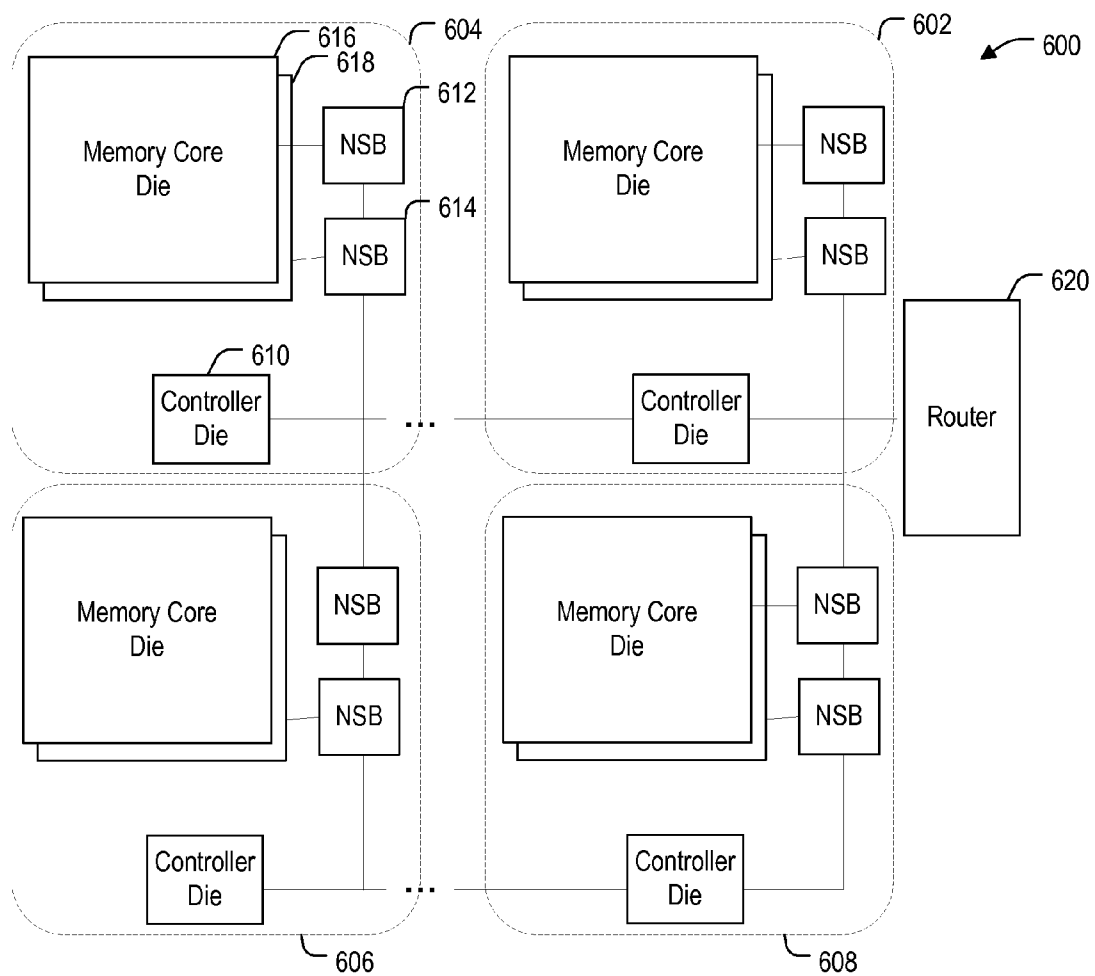 616
604
602
600
618
612
NSB
NSB
Memory Core
Die
Memory Core
Die
614
NSB
NSB
620
610
Controller
Die
...
Controller
Die
Router
Memory Core
Die
NSB
Memory Core
Die
NSB
NSB
NSB
Controller
Die
...
Controller
Die
606
608